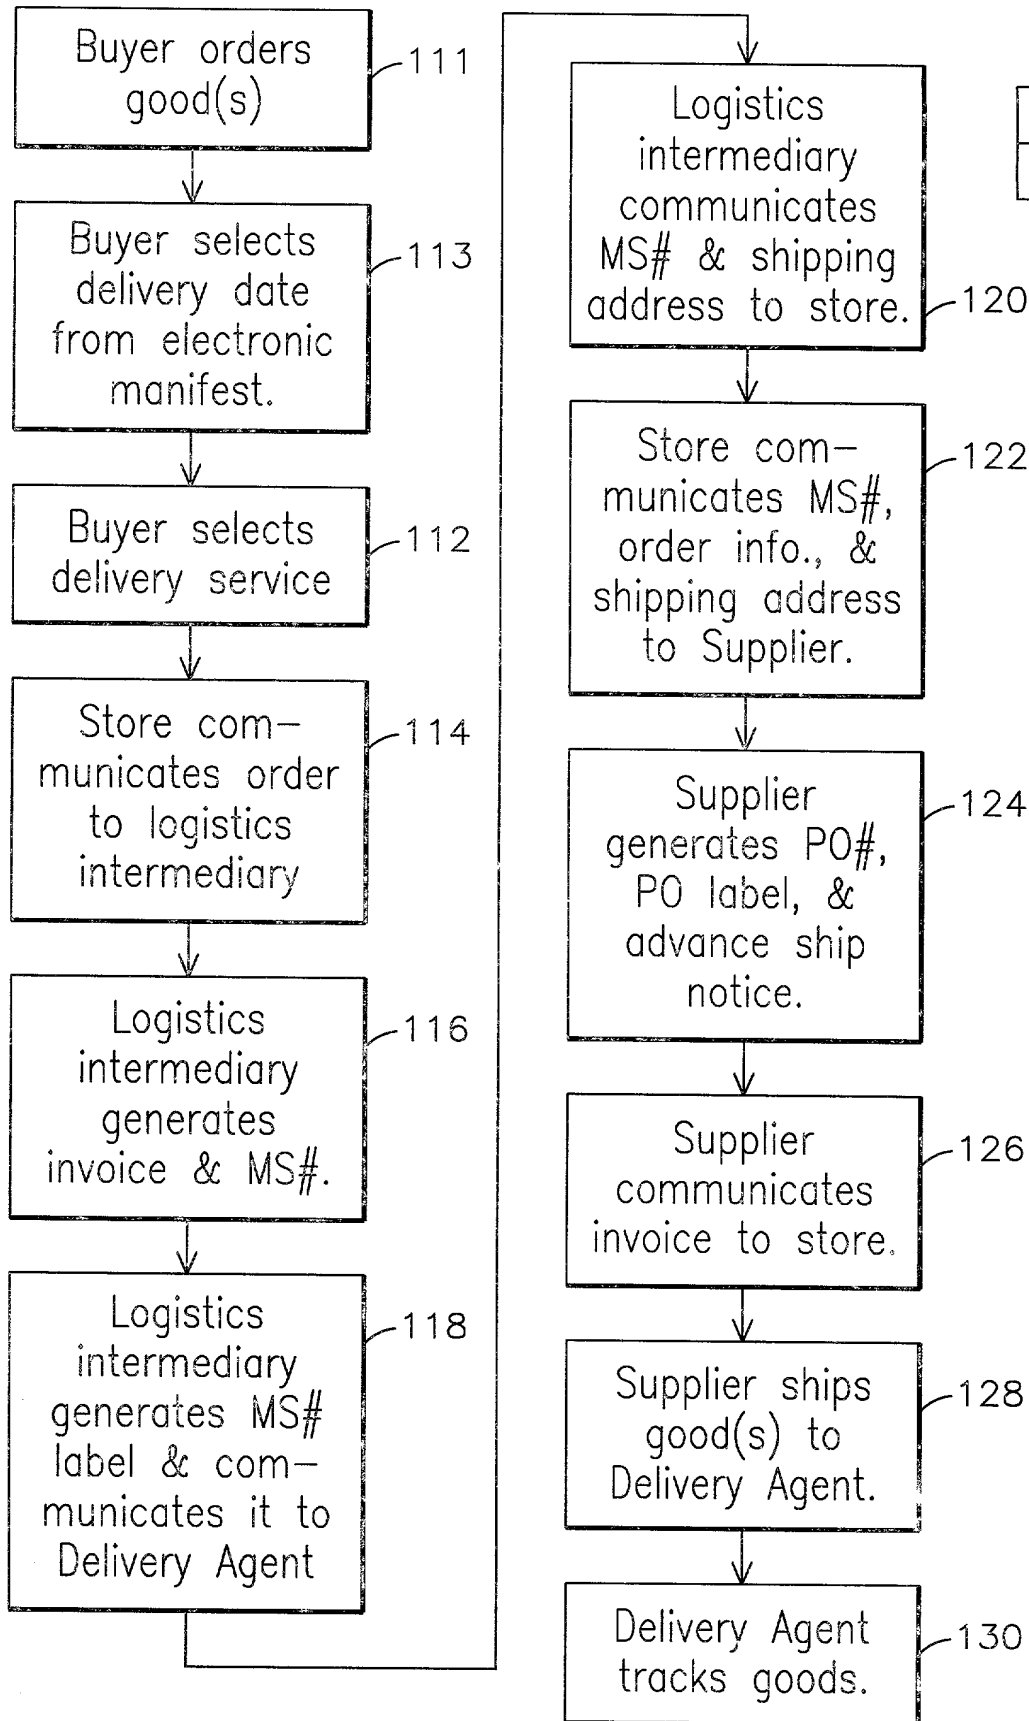 Buyer orders
good(s)
111
Buyer selects
delivery date
from electronic
manifest.
113
Buyer selects
delivery service
112
Store com-
municates order
to logistics
intermediary
114
Logistics
intermediary
generates
invoice & MS#.
116
Logistics
intermediary
generates MS#
label & com-
municates it to
Delivery Agent
118
Logistics
intermediary
communicates
MS# & shipping
address to store.
120
Store com-
municates MS#,
order info., &
shipping address
to Supplier.
122
Supplier
generates PO#,
PO label, &
advance ship
notice.
124
Supplier
communicates
invoice to store.
126
Supplier ships
good(s) to
Delivery Agent.
128
Delivery Agent
tracks goods.
130